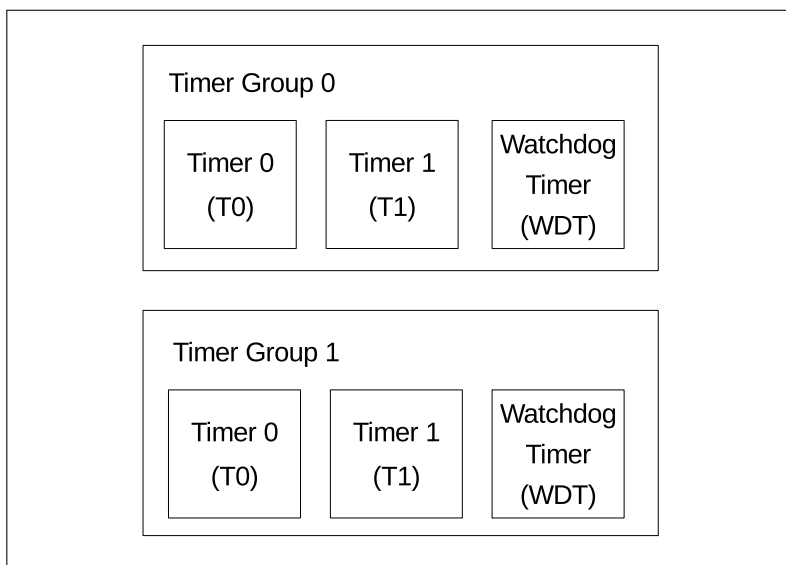 Timer Group 0
Timer 0
(T0)
Timer 1
(T1)
Watchdog
Timer
(WDT)
Timer Group 1
Timer 0
(T0)
Timer 1
(T1)
Watchdog
Timer
(WDT)